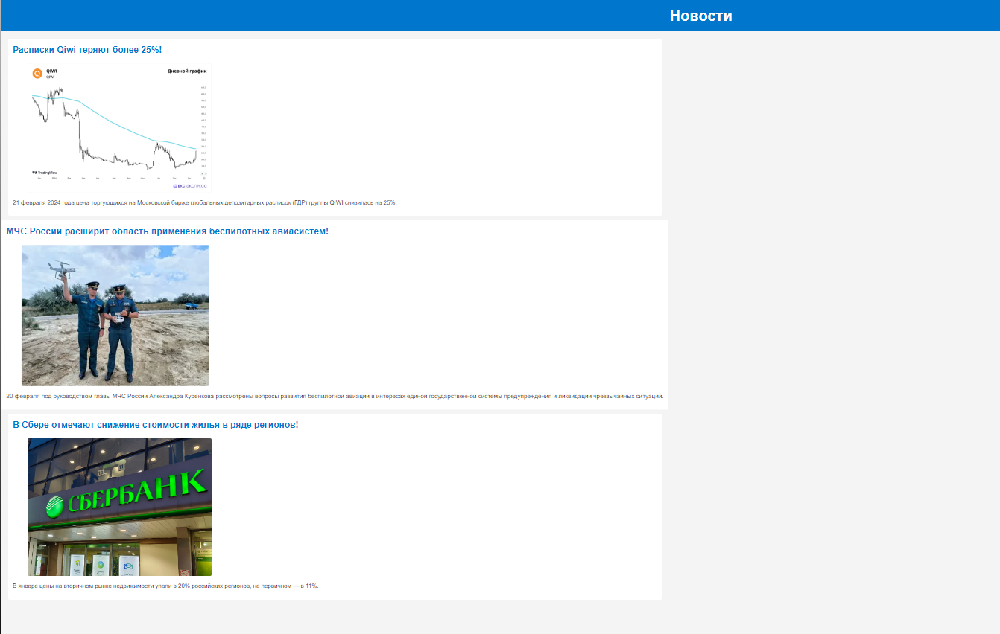 Новости
Расписки Qiwi теряют более 25%!
QIWI
QIWI
Дневной график
TradingView
БКС ЭКСПРЕСС
21 февраля 2024 года цена торгующихся на Московской бирже глобальных депозитарных расписок (ГДР) группы QIWI снизилась на 25%.
МЧС России расширит область применения беспилотных авиасистем!
20 февраля под руководством главы МЧС России Александра Куренкова рассмотрены вопросы развития беспилотной авиации в интересах единой государственной системы предупреждения и ликвидации чрезвычайных ситуаций.
В Сбере отмечают снижение стоимости жилья в ряде регионов!
12 11
СБЕРБАНК
В январе цены на вторичном рынке недвижимости упали в 20% российских регионов, на первичном — в 11%.